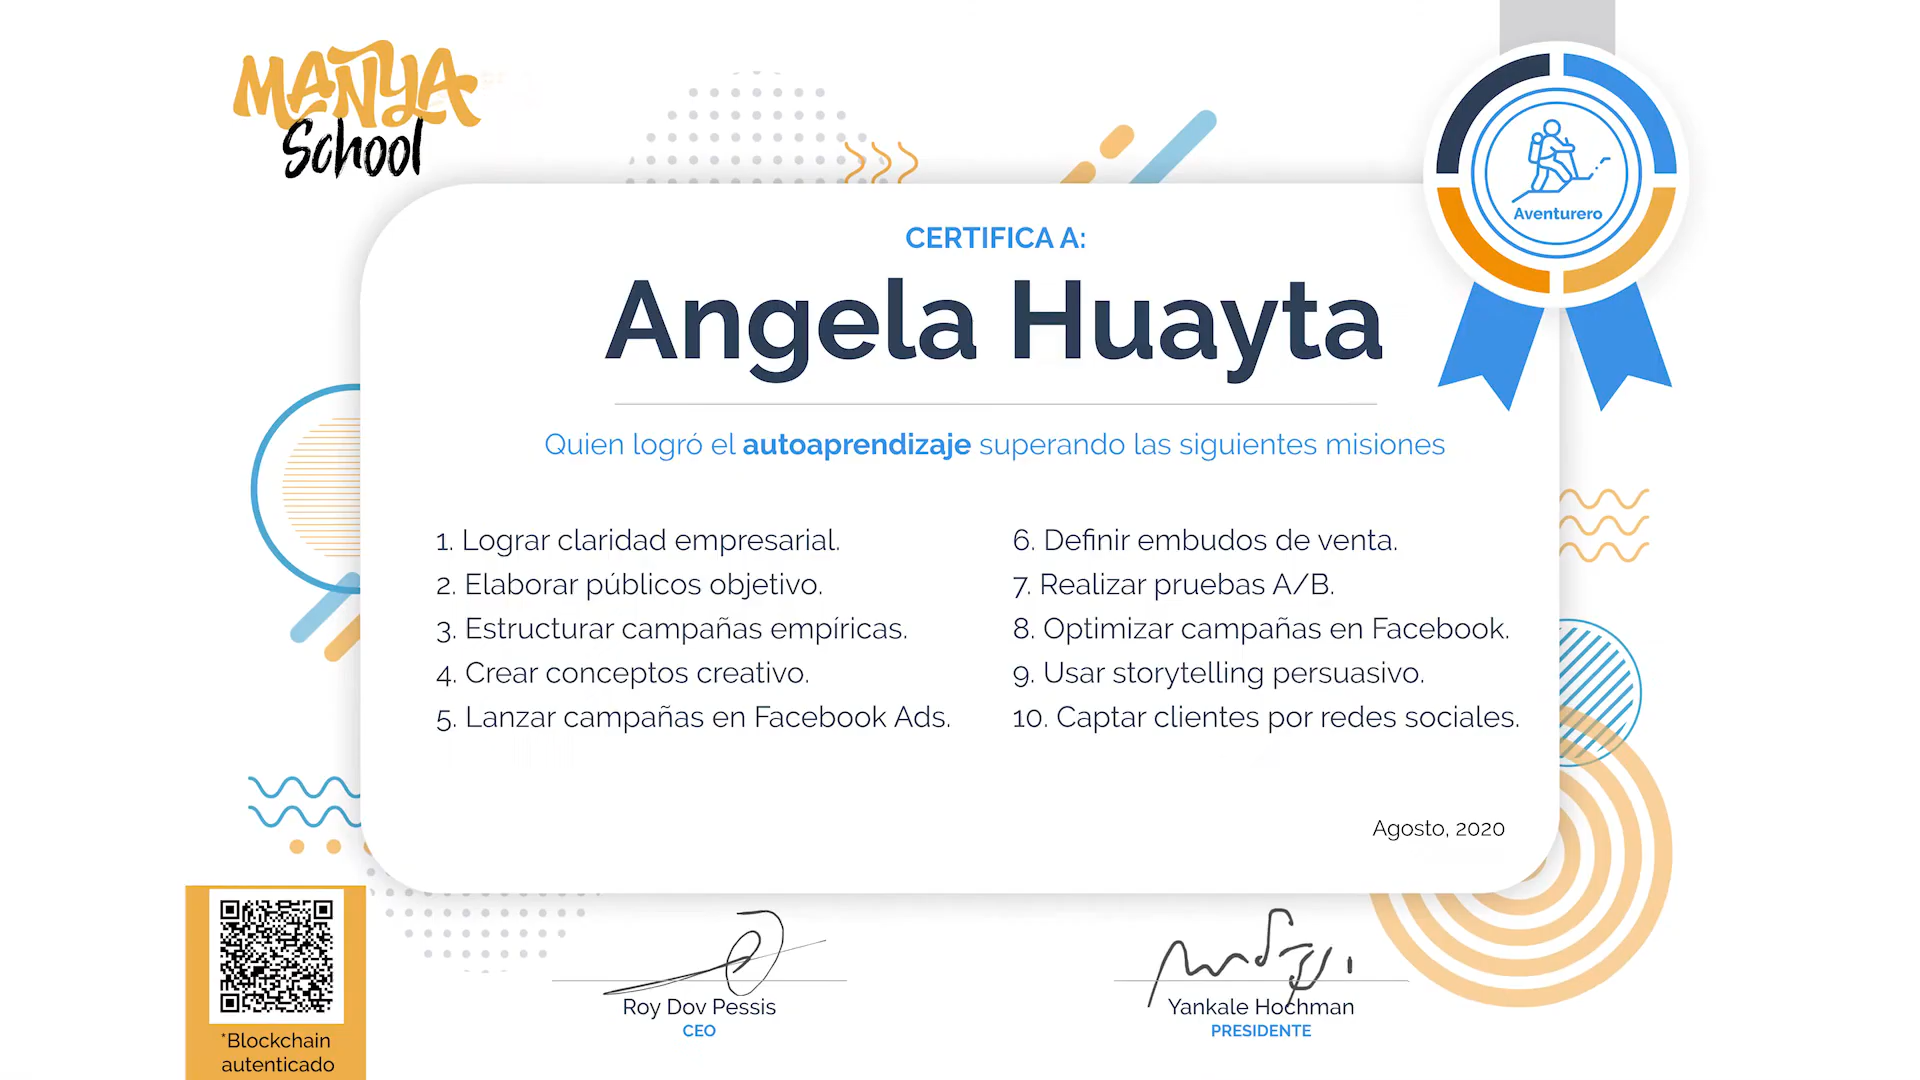 MAÑYA
School
Aventurero
CERTIFICA A:
Angela Huayta
Quien logró el autoaprendizaje superando las siguientes misiones
1. Lograr claridad empresarial.
2. Elaborar públicos objetivo.
3. Estructurar campañas empíricas.
4. Crear conceptos creativo.
5. Lanzar campañas en Facebook Ads.
6. Definir embudos de venta.
7. Realizar pruebas A/B.
8. Optimizar campañas en Facebook.
9. Usar storytelling persuasivo.
10. Captar clientes por redes sociales.
Agosto, 2020
Roy Dov Pessis
CEO
Yankale Hochman
PRESIDENTE
*Blockchain
autenticado